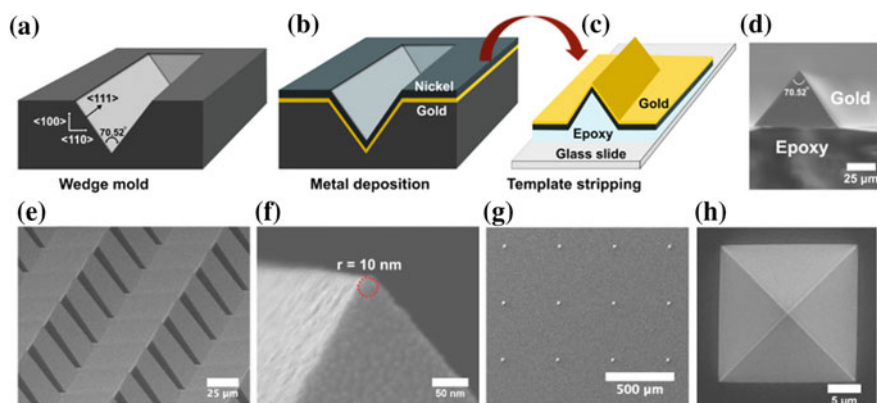 (a)
<111>
<100>
<110>
70.52°
Wedge mold
(b)
Nickel
Gold
Metal deposition
(c)
Gold
Epoxy
Glass slide
Template stripping
(d)
70.52°
Gold
Epoxy
25 µm
(e)
25 µm
(f)
r = 10 nm
50 nm
(g)
500 µm
(h)
5 µm